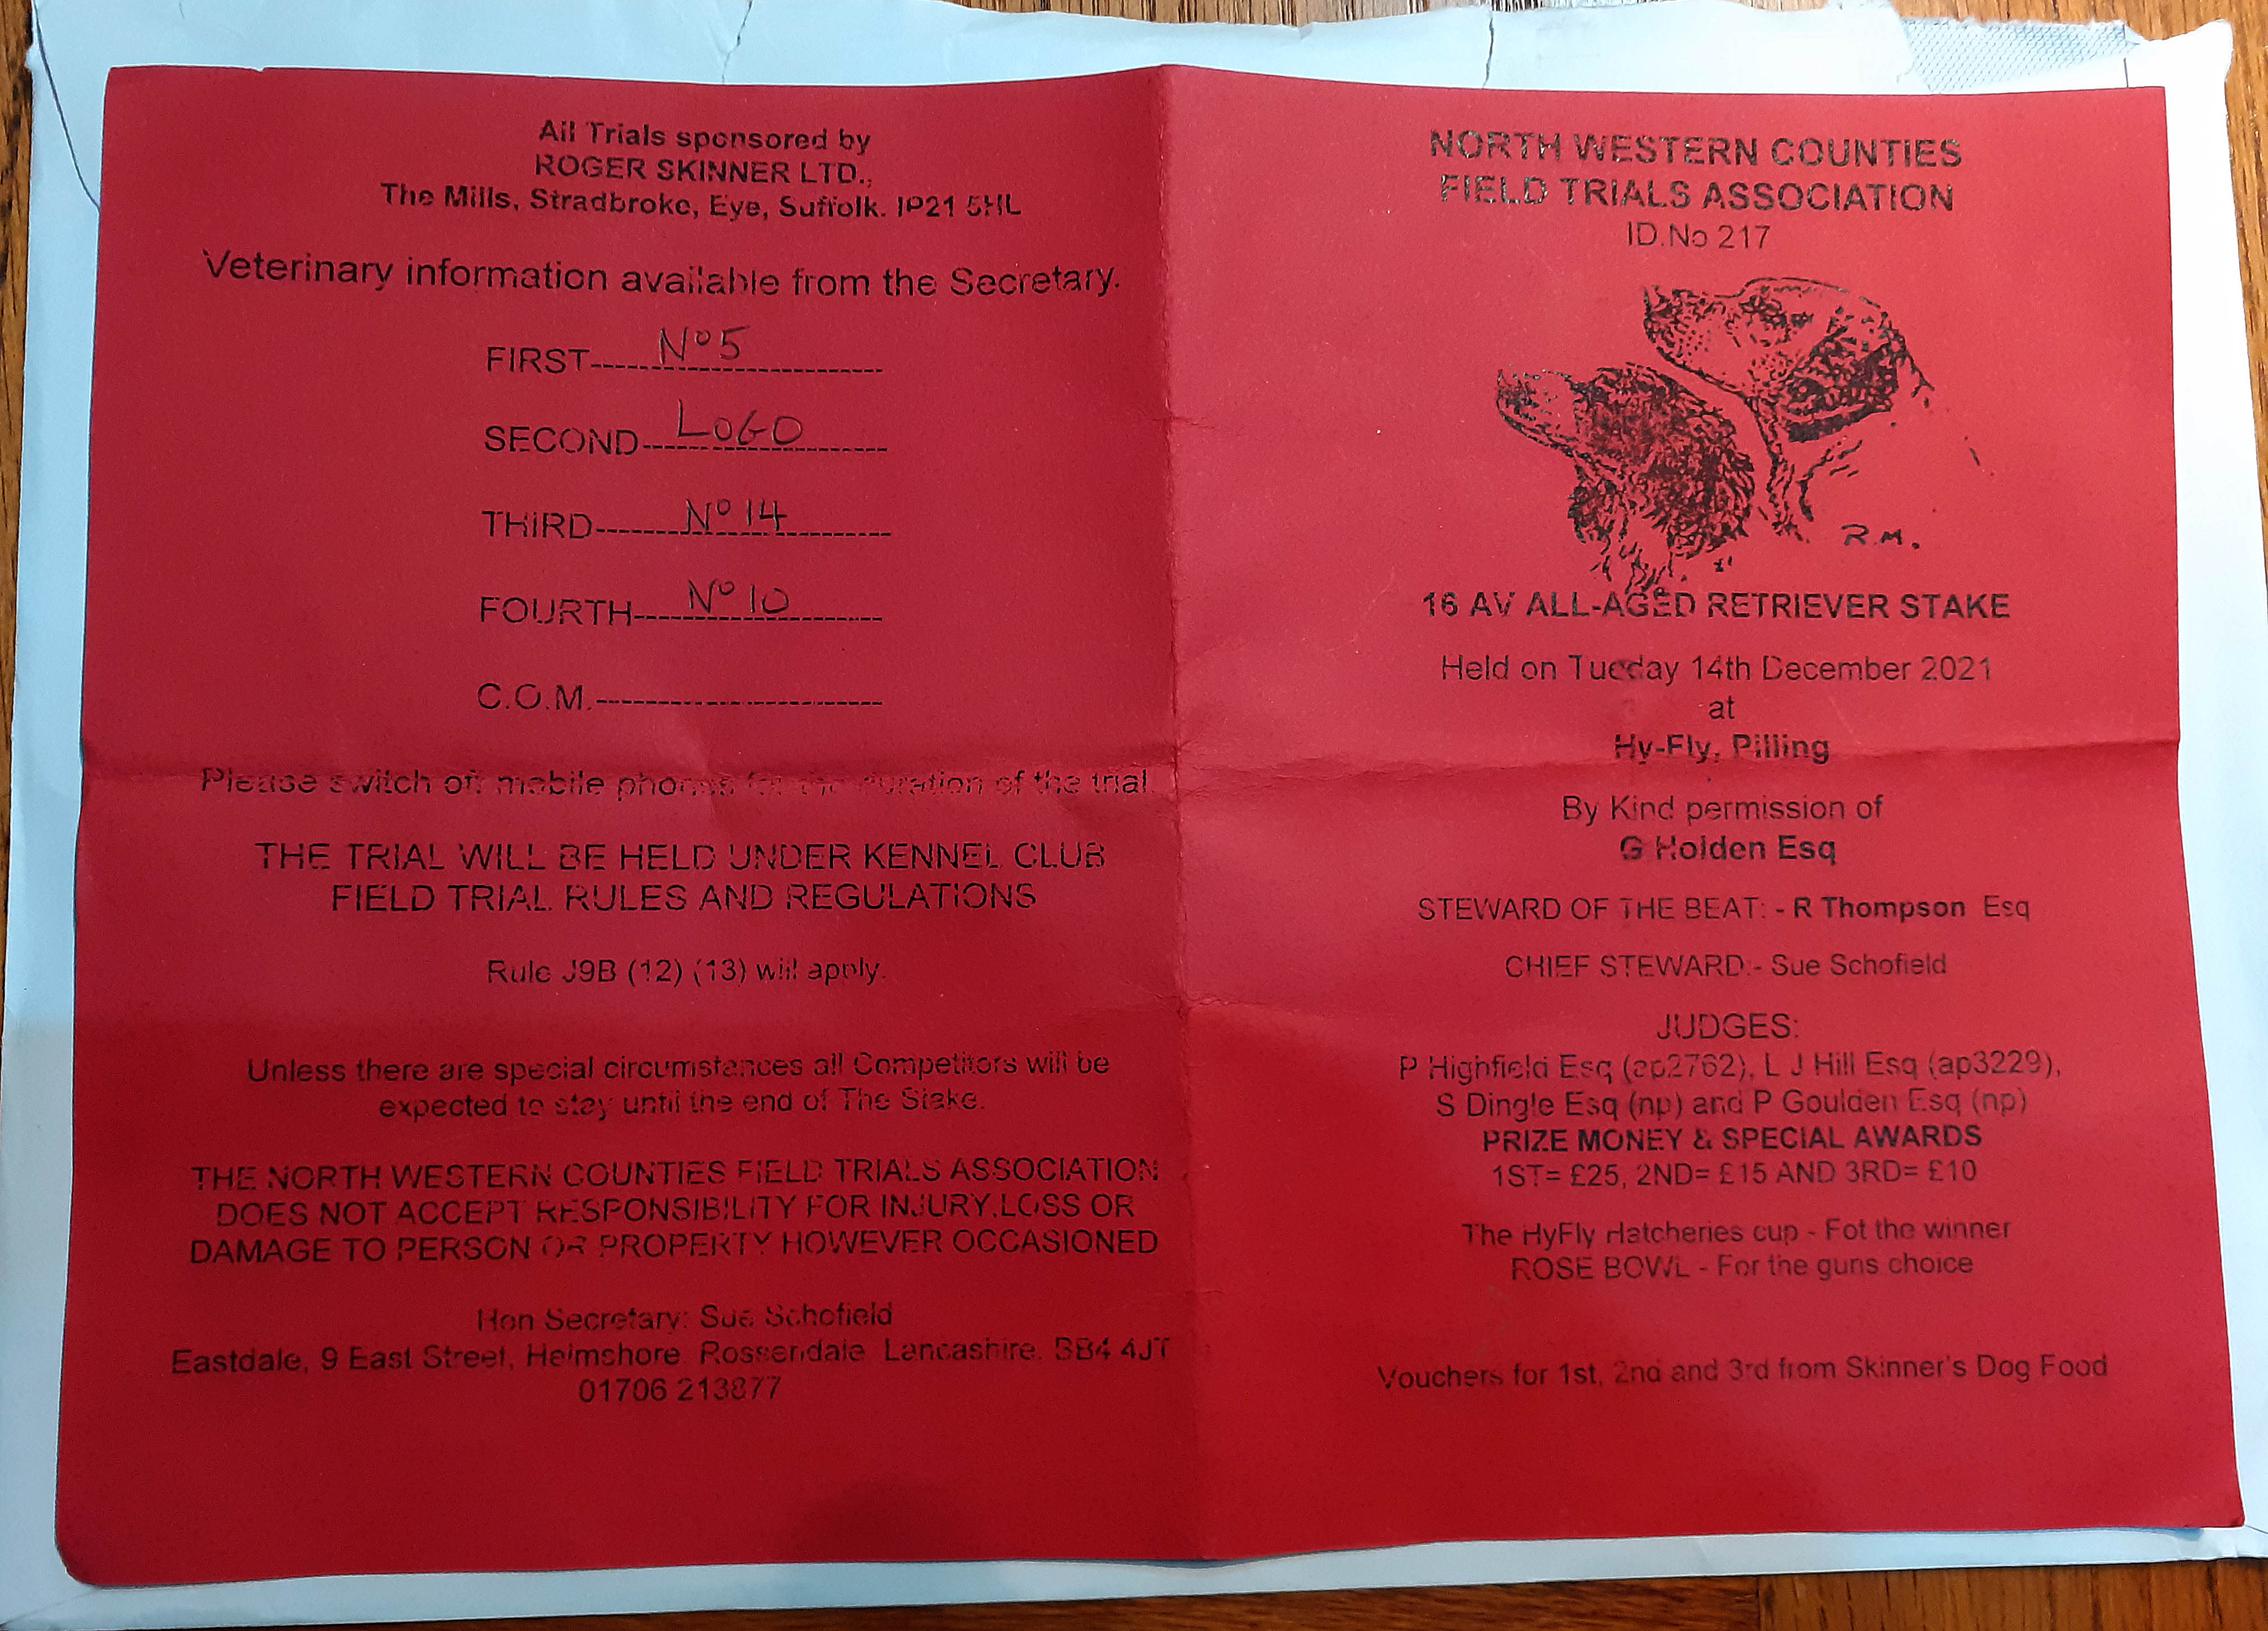 All Trials sponsored by
ROGER SKINNER LTD.,
The Mills, Stradbroke, Eye, Suffolk. IP21 5HL
Veterinary information available from the Secretary.
FIRST------Nº5------
SECOND------LOGO------
THIRD------Nº14------
FOURTH------Nº10------
C.O.M.------------------------
Please switch off mobile phones for the duration of the trial.
THE TRIAL WILL BE HELD UNDER KENNEL CLUB
FIELD TRIAL RULES AND REGULATIONS
Rule J9B (12) (13) will apply.
Unless there are special circumstances all Competitors will be
expected to stay until the end of The Stake.
THE NORTH WESTERN COUNTIES FIELD TRIALS ASSOCIATION
DOES NOT ACCEPT RESPONSIBILITY FOR INJURY,LOSS OR
DAMAGE TO PERSON OR PROPERTY HOWEVER OCCASIONED
Hon Secretary: Sue Schofield
Eastdale, 9 East Street, Helmshore. Rossendale. Lancashire. BB4 4JT
01706 213877
NORTH WESTERN COUNTIES
FIELD TRIALS ASSOCIATION
ID.No 217
R.M.
16 AV ALL-AGED RETRIEVER STAKE
Held on Tueday 14th December 2021
at
Hy-Fly, Pilling
By Kind permission of
G Holden Esq
STEWARD OF THE BEAT: - R Thompson Esq
CHIEF STEWARD:- Sue Schofield
JUDGES:
P Highfield Esq (ap2762), L J Hill Esq (ap3229),
S Dingle Esq (np) and P Goulden Esq (np)
PRIZE MONEY & SPECIAL AWARDS
1ST= £25, 2ND= £15 AND 3RD= £10
The HyFly Hatcheries cup - Fot the winner
ROSE BOWL - For the guns choice
Vouchers for 1st, 2nd and 3rd from Skinner's Dog Food